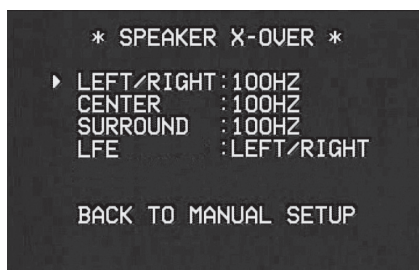 * SPEAKER X-OVER *
LEFT/RIGHT:100HZ
CENTER :100HZ
SURROUND :100HZ
LFE :LEFT/RIGHT
BACK TO MANUAL SETUP